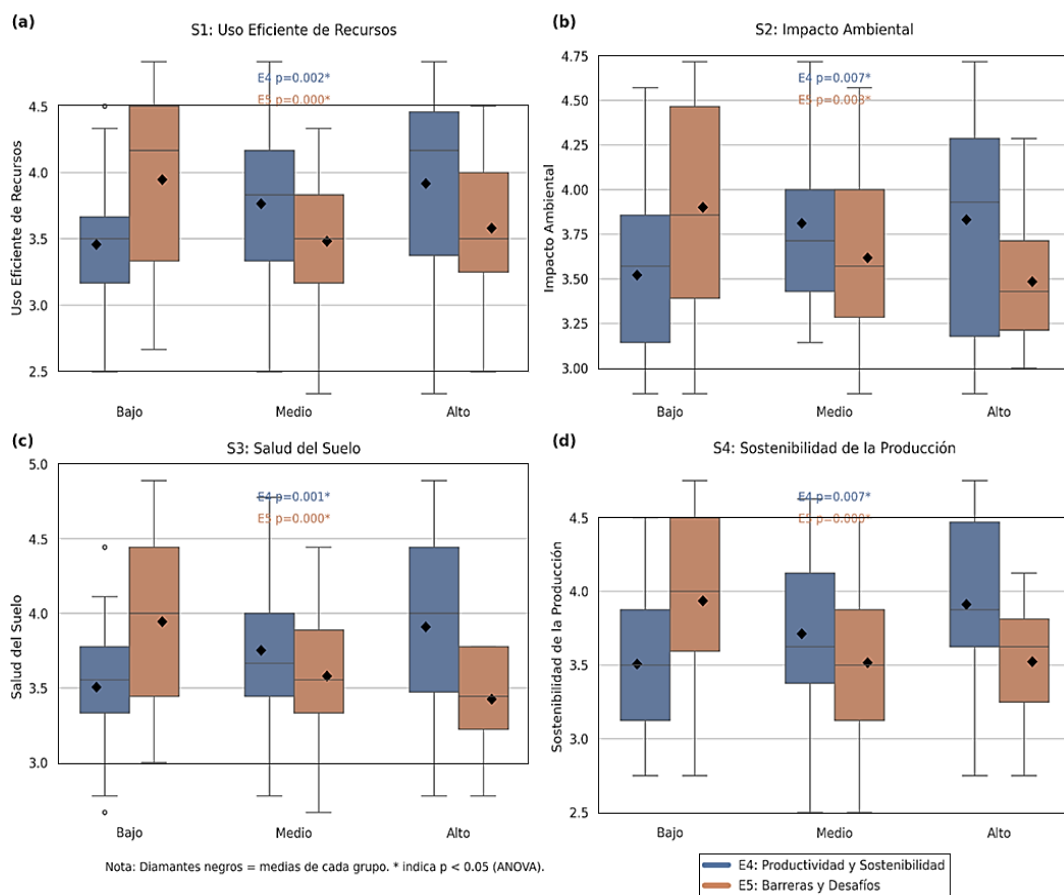 (a)
S1: Uso Eficiente de Recursos
E4 p=0.002*
E5 p=0.000*
Uso Eficiente de Recursos
4.5
4.0
3.5
3.0
2.5
Bajo
Medio
Alto
(b)
S2: Impacto Ambiental
E4 p=0.007*
E5 p=0.003*
Impacto Ambiental
4.75
4.50
4.25
4.00
3.75
3.50
3.25
3.00
Bajo
Medio
Alto
(c)
S3: Salud del Suelo
E4 p=0.001*
E5 p=0.000*
Salud del Suelo
5.0
4.5
4.0
3.5
3.0
Bajo
Medio
Alto
(d)
S4: Sostenibilidad de la Producción
E4 p=0.007*
Sostenibilidad de la Producción
4.5
4.0
3.5
3.0
2.5
Bajo
Medio
Alto
Nota: Diamantes negros = medias de cada grupo. * indica p < 0.05 (ANOVA).
E4: Productividad y Sostenibilidad
E5: Barreras y Desafíos